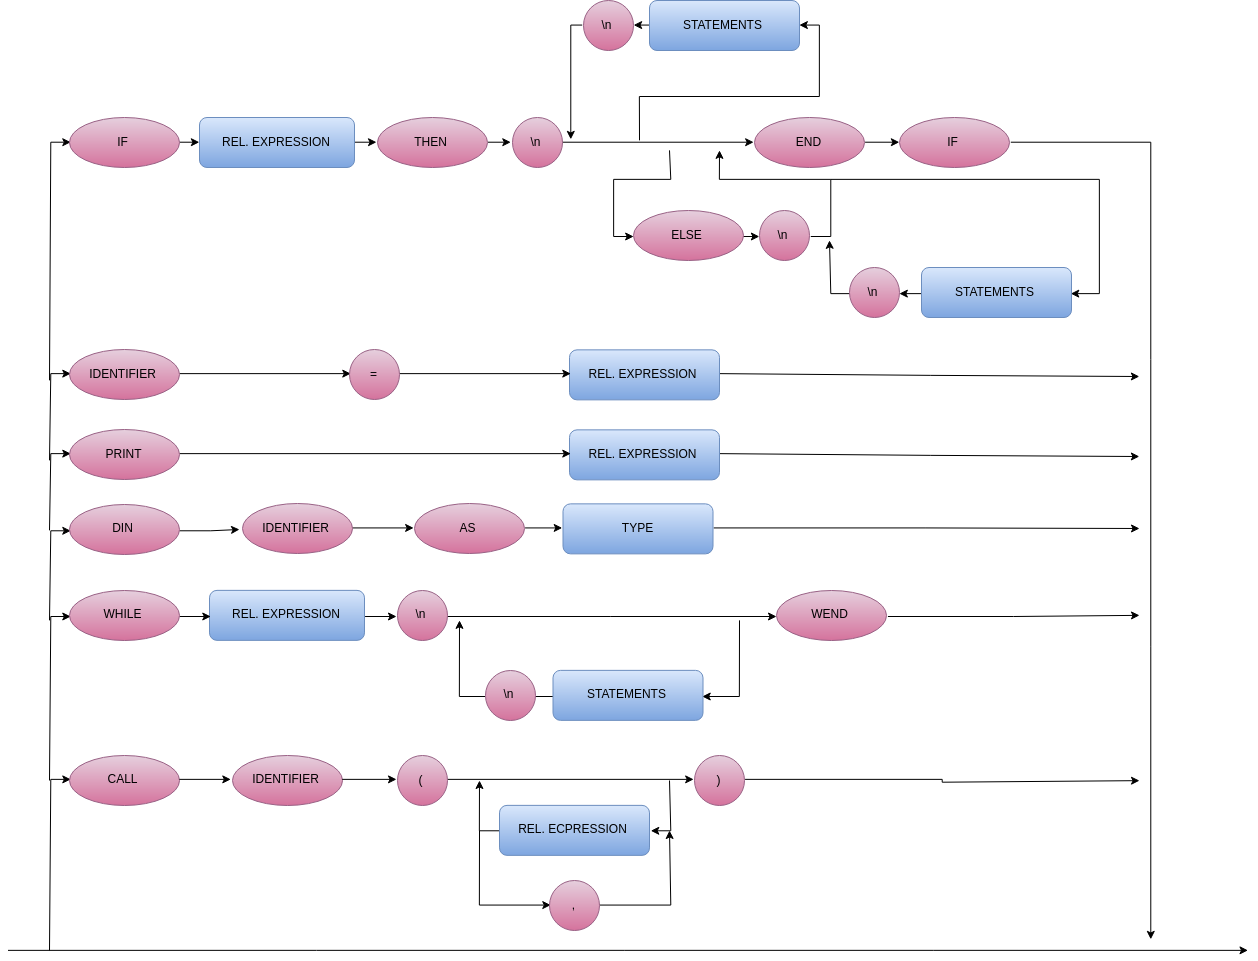 \n
STATEMENTS
IF
REL. EXPRESSION
THEN
\n
END
IF
ELSE
\n
\n
STATEMENTS
IDENTIFIER
=
REL. EXPRESSION
PRINT
REL. EXPRESSION
DIN
IDENTIFIER
AS
TYPE
WHILE
REL. EXPRESSION
\n
WEND
\n
STATEMENTS
CALL
IDENTIFIER
(
)
REL. ECPRESSION
,